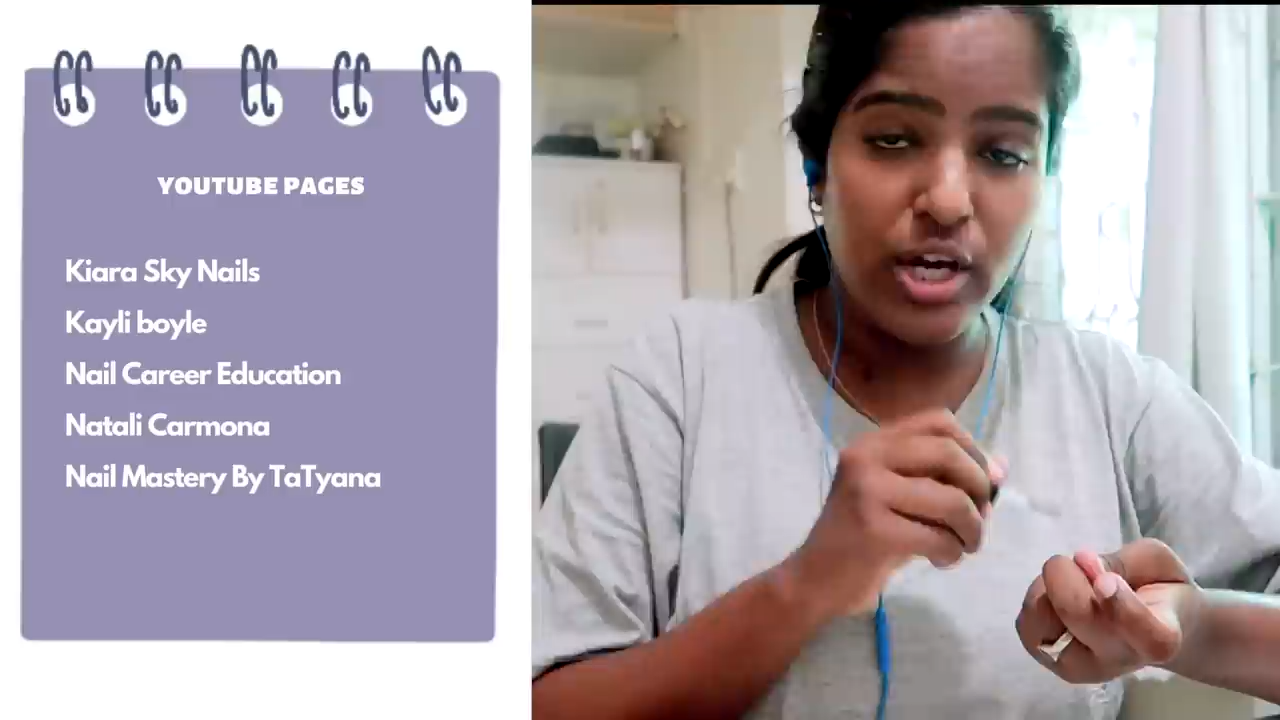 YOUTUBE PAGES
Kiara Sky Nails
Kayli boyle
Nail Career Education
Natali Carmona
Nail Mastery By TaTyana